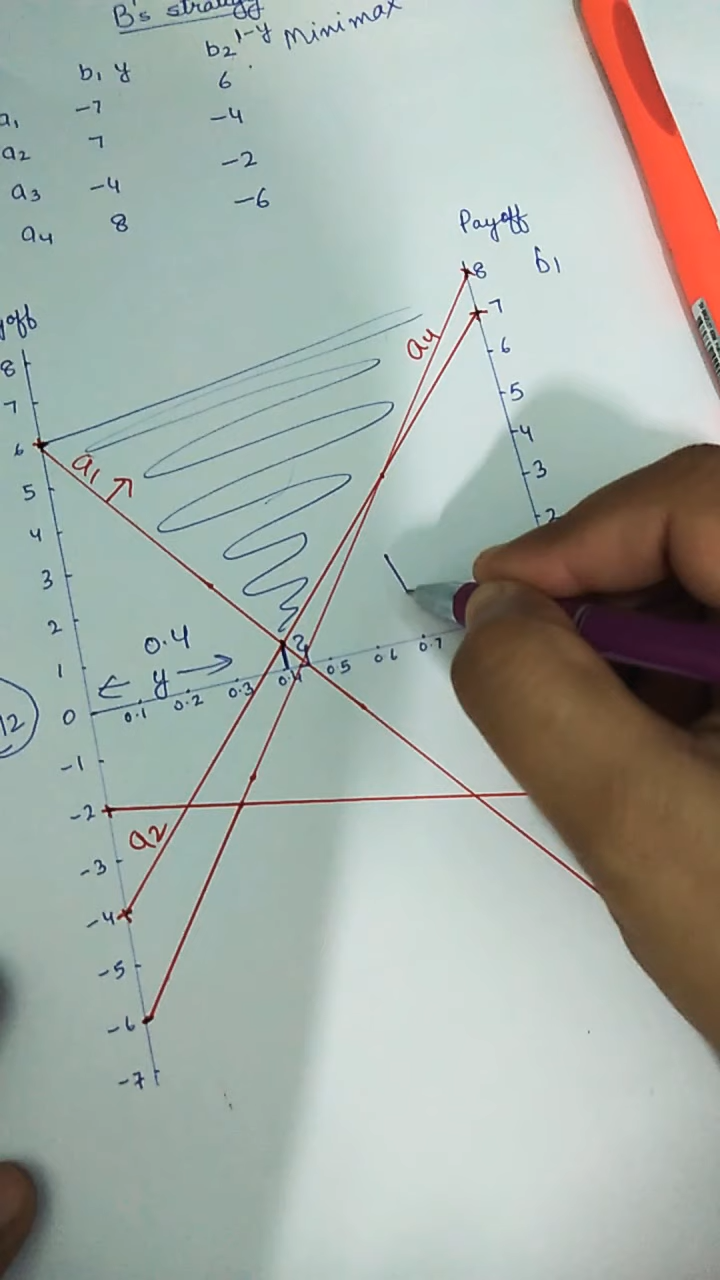 B's strategy
b1 y b2 1-y Minimax
a1 -7 6
a2 7 -4
a3 -4 -2
a4 8 -6
Payoff
8 b1
7
6
5
4
3
2
8
7
6
5
4
3
2
1
0
-1
-2
-3
-4
-5
-6
-7
a1
a4
a2
0.4
y
0.1 0.2 0.3 0.4 0.5 0.6 0.7